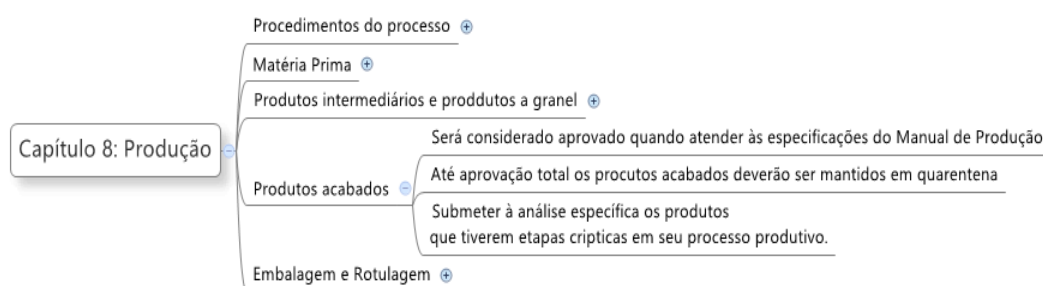 Procedimentos do processo
Matéria Prima
Produtos intermediários e proddutos a granel
Capítulo 8: Produção
Produtos acabados
Será considerado aprovado quando atender às especificações do Manual de Produção
Até aprovação total os procutos acabados deverão ser mantidos em quarentena
Submeter à análise específica os produtos
que tiverem etapas cripticas em seu processo produtivo.
Embalagem e Rotulagem